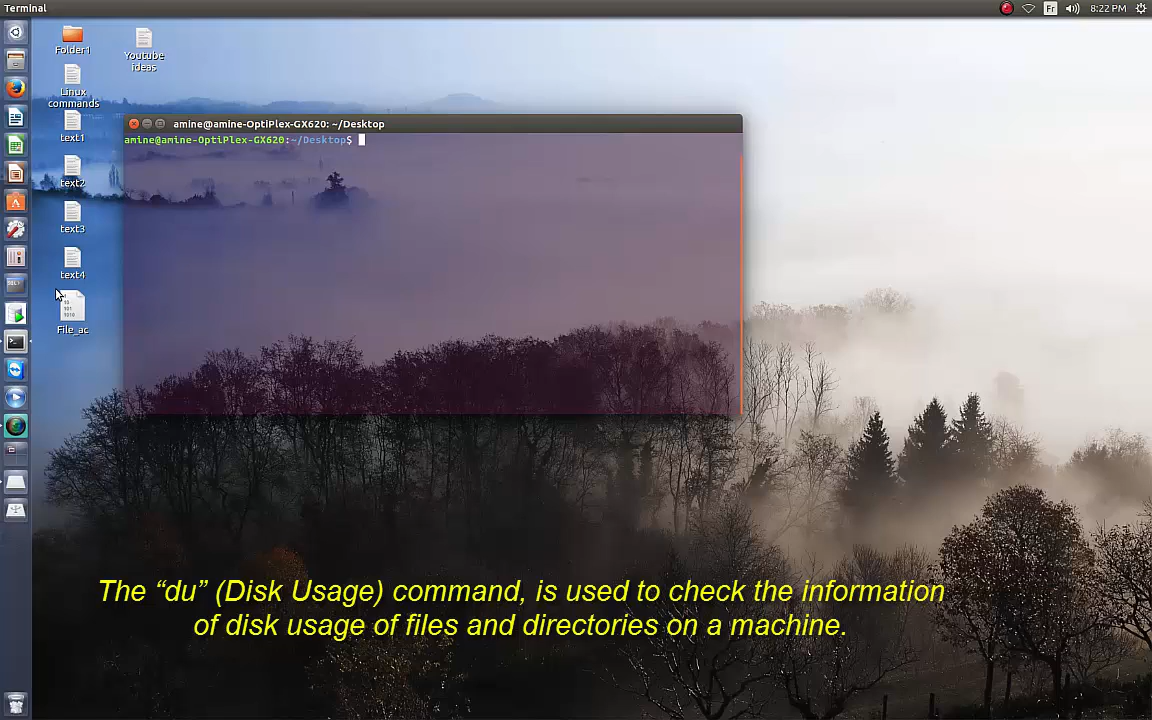 Terminal
Fr
8:22 PM
Folder1
Youtube
ideas
Linux
commands
text1
text2
text3
text4
File_ac
amine@amine-OptiPlex-GX620: ~/Desktop
amine@amine-OptiPlex-GX620:~/Desktop$
The “du” (Disk Usage) command, is used to check the information
of disk usage of files and directories on a machine.